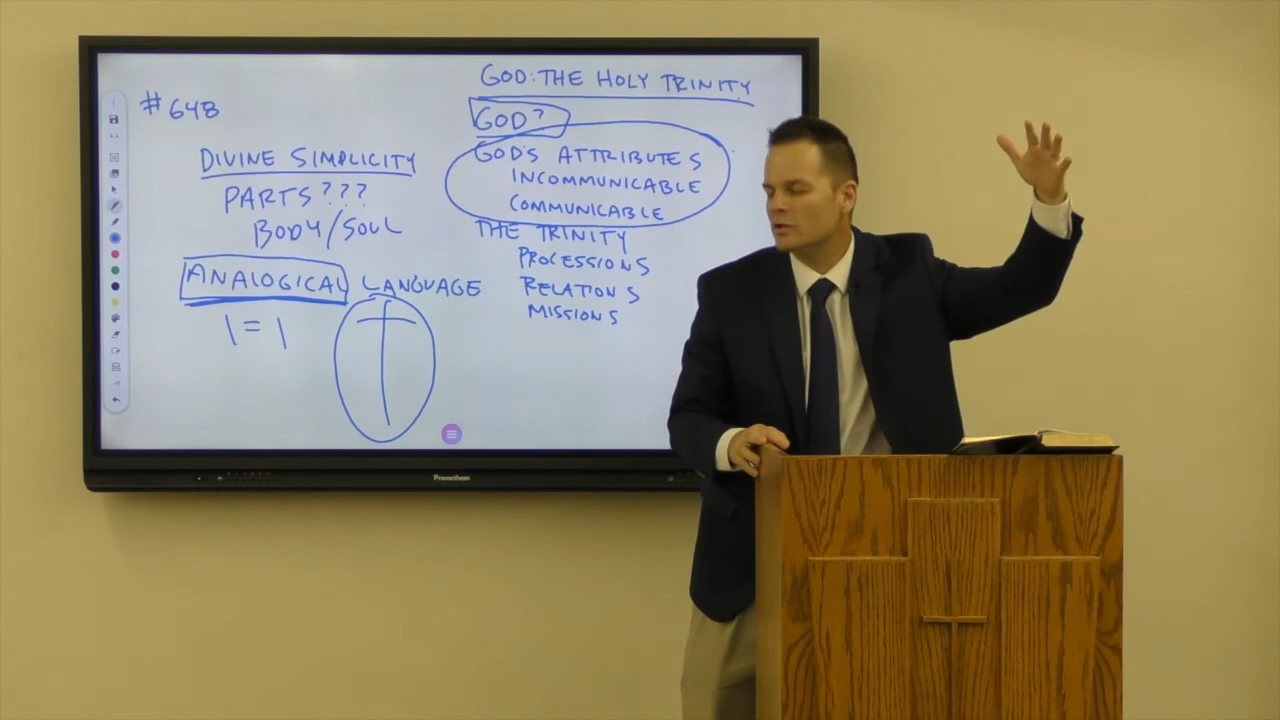 #648
DIVINE SIMPLICITY
PARTS???
BODY/SOUL
ANALOGICAL LANGUAGE
1=1
GOD: THE HOLY TRINITY
GOD?
GOD'S ATTRIBUTES
INCOMMUNICABLE
COMMUNICABLE
THE TRINITY
PROCESSIONS
RELATIONS
MISSIONS
Promethean